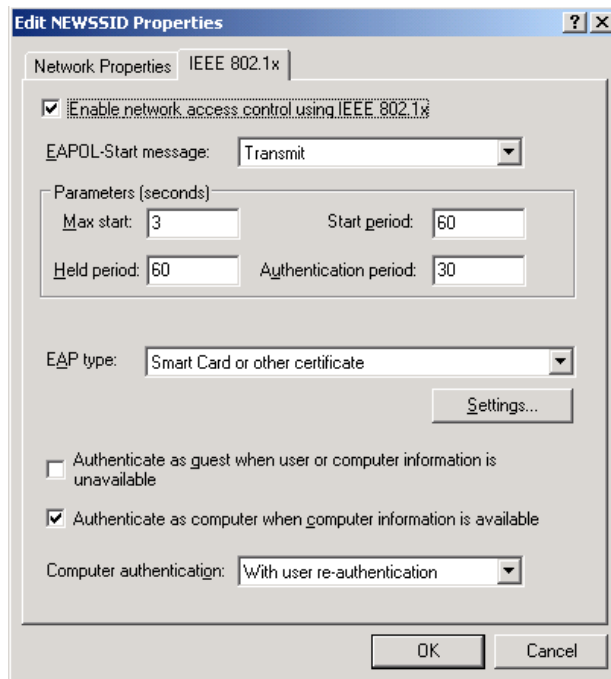 Edit NEWSSID Properties
Network Properties
IEEE 802.1x
Enable network access control using IEEE 802.1x
EAPOL-Start message: Transmit
Parameters (seconds)
Max start: 3 Start period: 60
Held period: 60 Authentication period: 30
EAP type: Smart Card or other certificate
Settings...
Authenticate as guest when user or computer information is
unavailable
Authenticate as computer when computer information is available
Computer authentication: With user re-authentication
OK Cancel